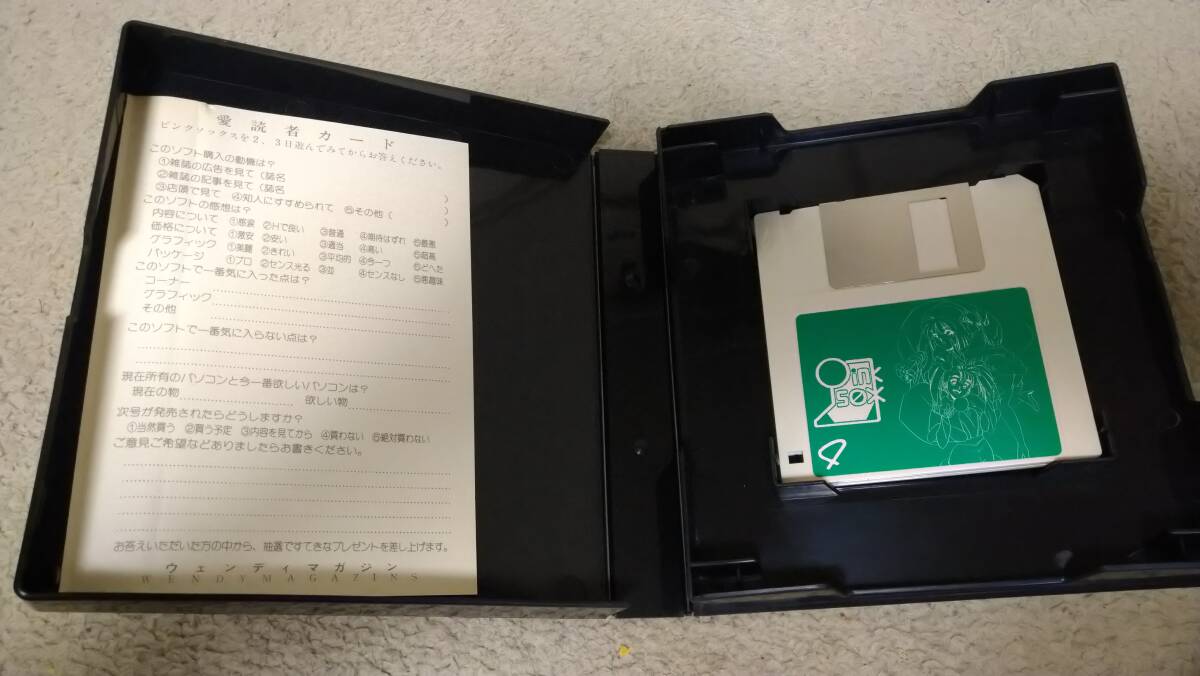 愛読者カード
ピンクソックスを2、3日遊んでみてからお答えください。
このソフト購入の動機は?
①雑誌の広告を見て(誌名 )
②雑誌の記事を見て(誌名 )
③店頭で見て ④知人にすすめられて ⑤その他( )
このソフトの感想は?
内容について ①感涙 ②Hで良い ③普通 ④期待はずれ ⑤最悪
価格について ①激安 ②安い ③適当 ④高い ⑤超高
グラフィック ①美麗 ②きれい ③平均的 ④今一つ ⑤どへた
パッケージ ①プロ ②センス光る ③並 ④センスなし ⑤悪趣味
このソフトで一番気に入った点は?
コーナー
グラフィック
その他
このソフトで一番気に入らない点は?
現在所有のパソコンと今一番欲しいパソコンは?
現在の物 欲しい物
次号が発売されたらどうしますか?
①当然買う ②買う予定 ③内容を見てから ④買わない ⑤絶対買わない
ご意見ご希望などありましたらお書きください。
お答えいただいた方の中から、抽選ですてきなプレゼントを差し上げます。
ウェンディマガジン
WENDYMAGAZINS
4